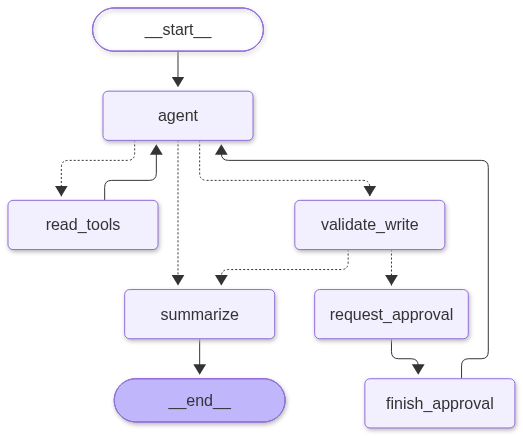 __start__
agent
read_tools
validate_write
summarize
request_approval
__end__
finish_approval